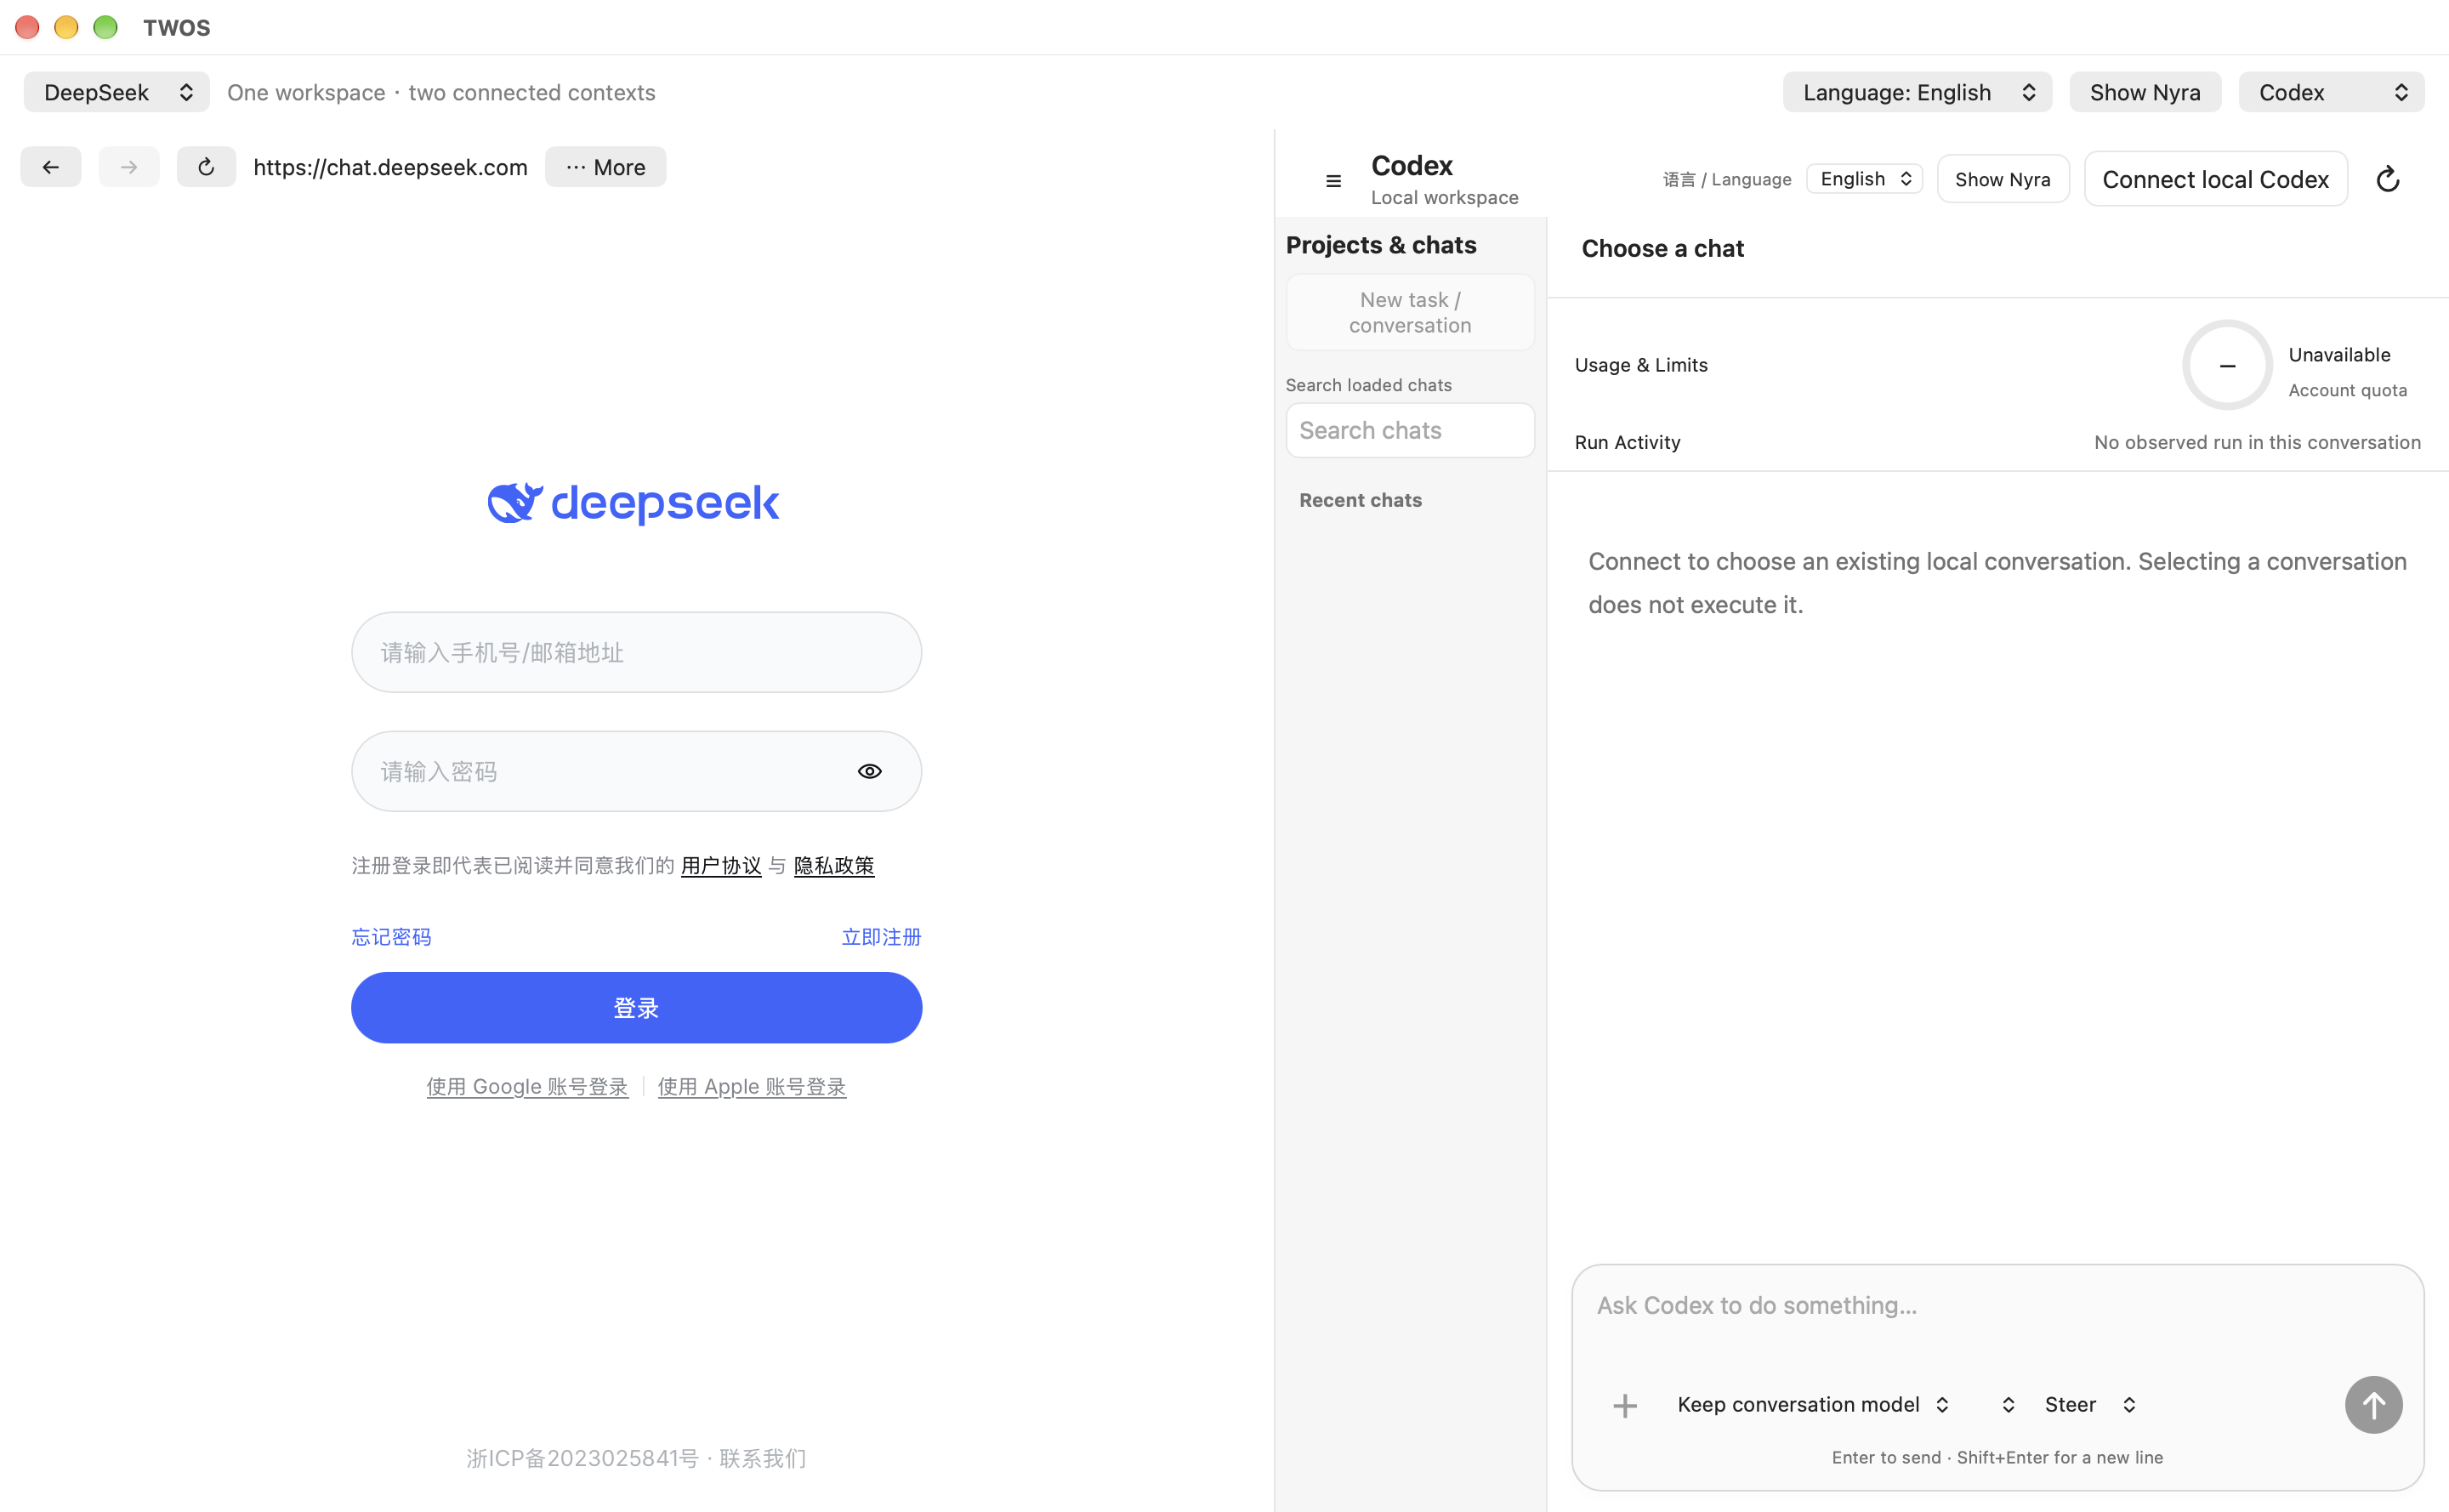 TWOS
DeepSeek
One workspace · two connected contexts
Language: English
Show Nyra
Codex
https://chat.deepseek.com
··· More
deepseek
请输入手机号/邮箱地址
请输入密码
注册登录即代表已阅读并同意我们的 用户协议 与 隐私政策
忘记密码
立即注册
登录
使用 Google 账号登录
使用 Apple 账号登录
浙ICP备2023025841号 · 联系我们
Codex
Local workspace
语言 / Language
English
Show Nyra
Connect local Codex
Projects & chats
New task /
conversation
Search loaded chats
Search chats
Recent chats
Choose a chat
Usage & Limits
–
Unavailable
Account quota
Run Activity
No observed run in this conversation
Connect to choose an existing local conversation. Selecting a conversation
does not execute it.
Ask Codex to do something...
Keep conversation model
Steer
Enter to send · Shift+Enter for a new line